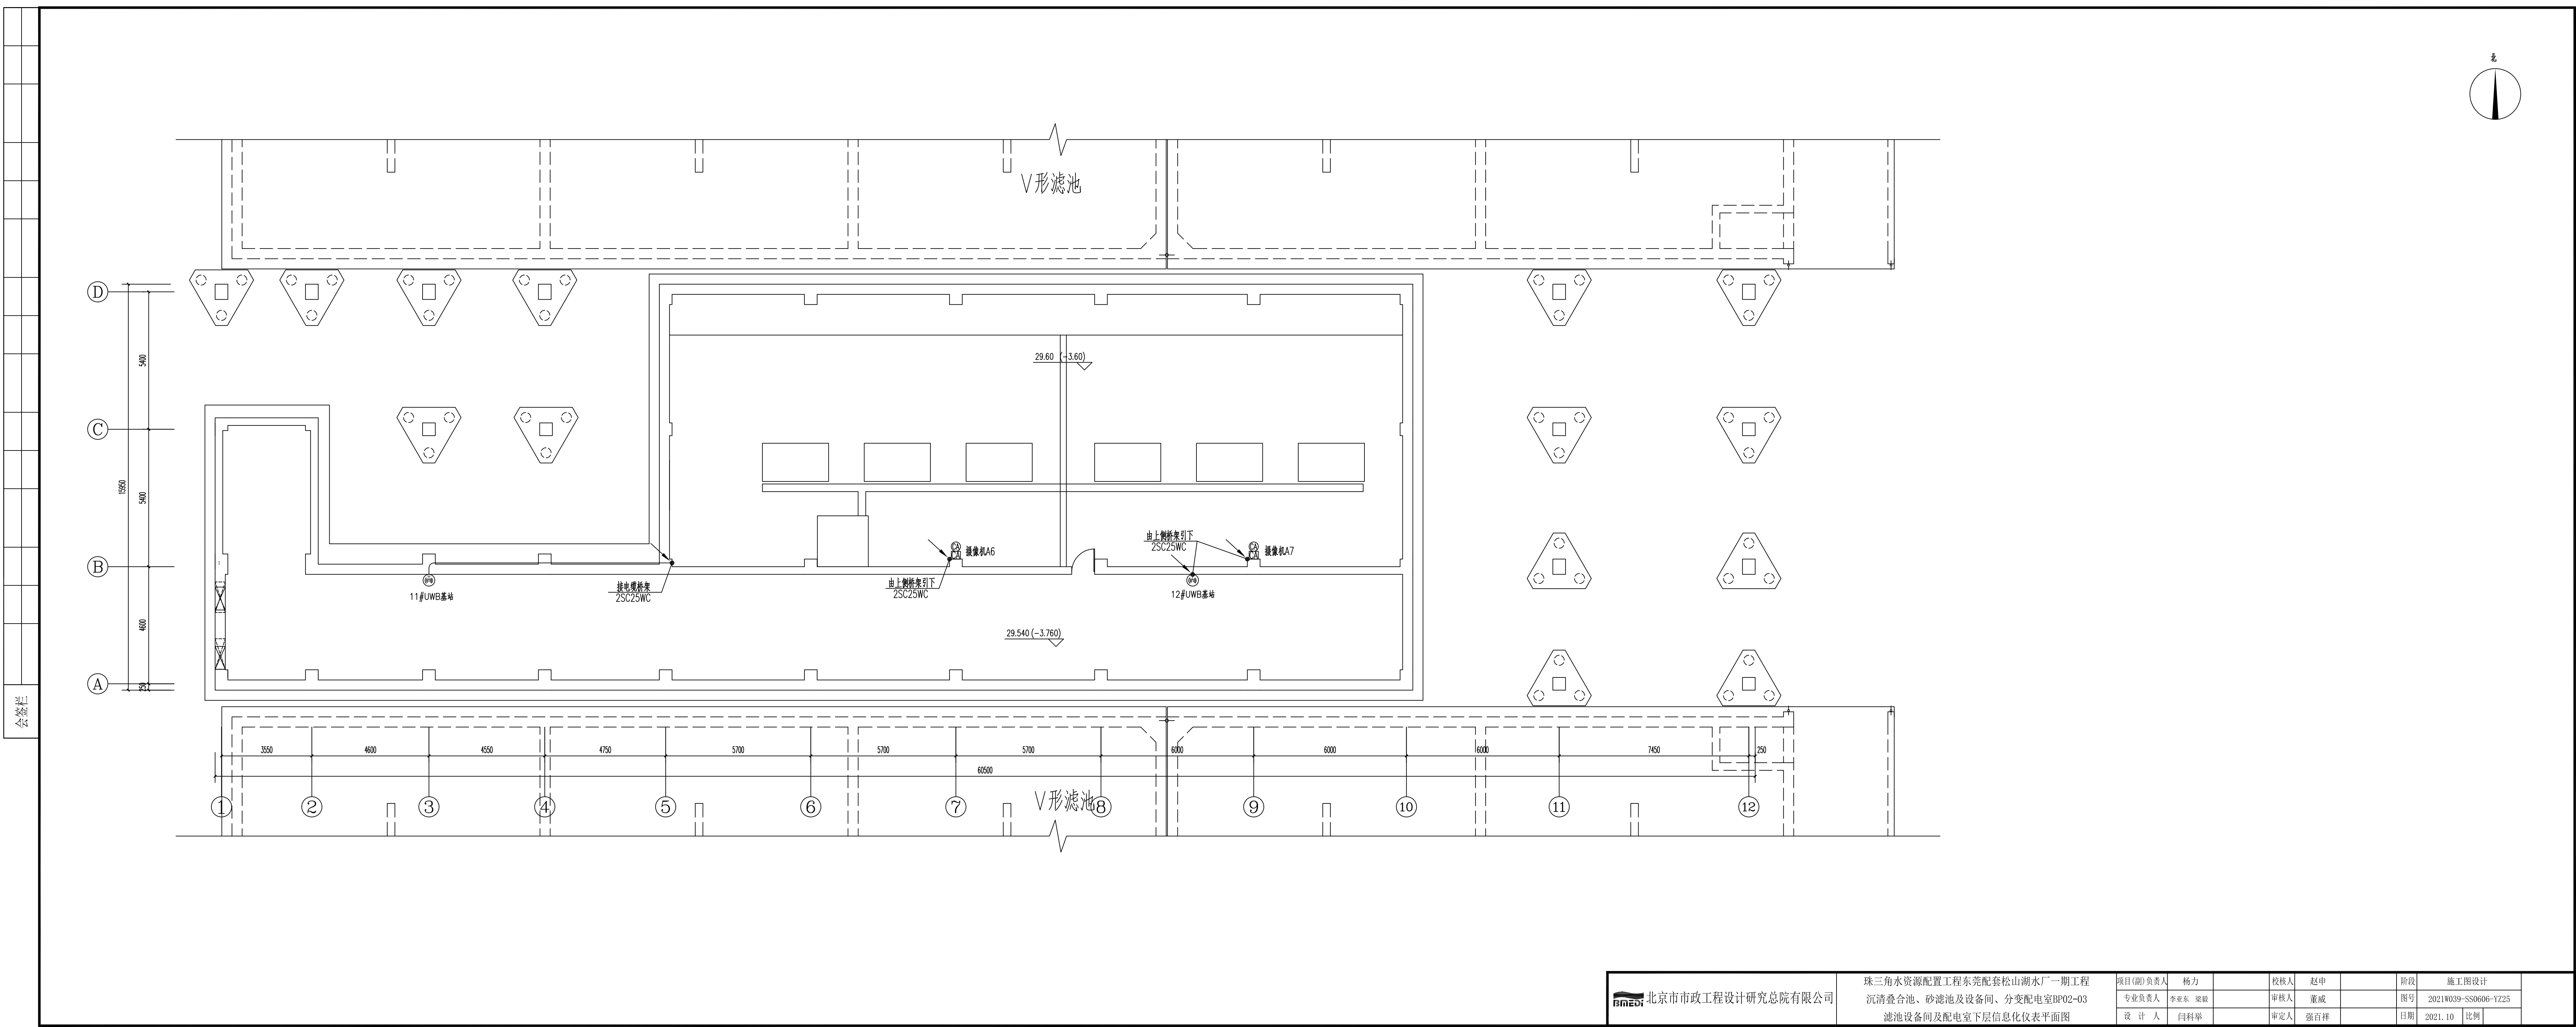 北
V形滤池
D
C
B
A
5400
5400
4600
250
15950
29.60 (-3.60)
由上侧桥架引下
2SC25WC
CA
摄像机A6
CA
摄像机A7
接电缆桥架
2SC25WC
由上侧桥架引下
2SC25WC
11#UWB基站
12#UWB基站
29.540(-3.760)
3550
4600
4550
4750
5700
5700
5700
6000
6000
6000
7450
250
60500
V形滤池
1
2
3
4
5
6
7
8
9
10
11
12
会签栏
BMEDI
北京市市政工程设计研究总院有限公司
珠三角水资源配置工程东莞配套松山湖水厂一期工程
沉清叠合池、砂滤池及设备间、分变配电室BP02-03
滤池设备间及配电室下层信息化仪表平面图
项目(副)负责人 杨力 校核人 赵申 阶段 施工图设计
专业负责人 李亚东 梁毅 审核人 董威 图号 2021W039-SS0606-YZ25
设 计 人 闫科举 审定人 强百祥 日期 2021.10 比例